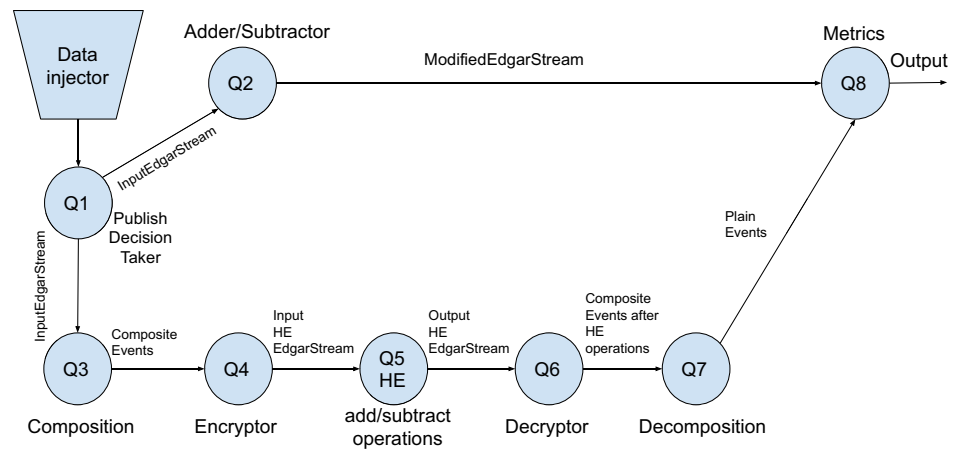 Data
injector
Adder/Subtractor
Q2
ModifiedEdgarStream
Metrics
Q8
Output
InputEdgarStream
Q1
Publish
Decision
Taker
InputEdgarStream
Q3
Composition
Composite
Events
Q4
Encryptor
Input
HE
EdgarStream
Q5
HE
add/subtract
operations
Output
HE
EdgarStream
Q6
Decryptor
Composite
Events after
HE
operations
Q7
Decomposition
Plain
Events